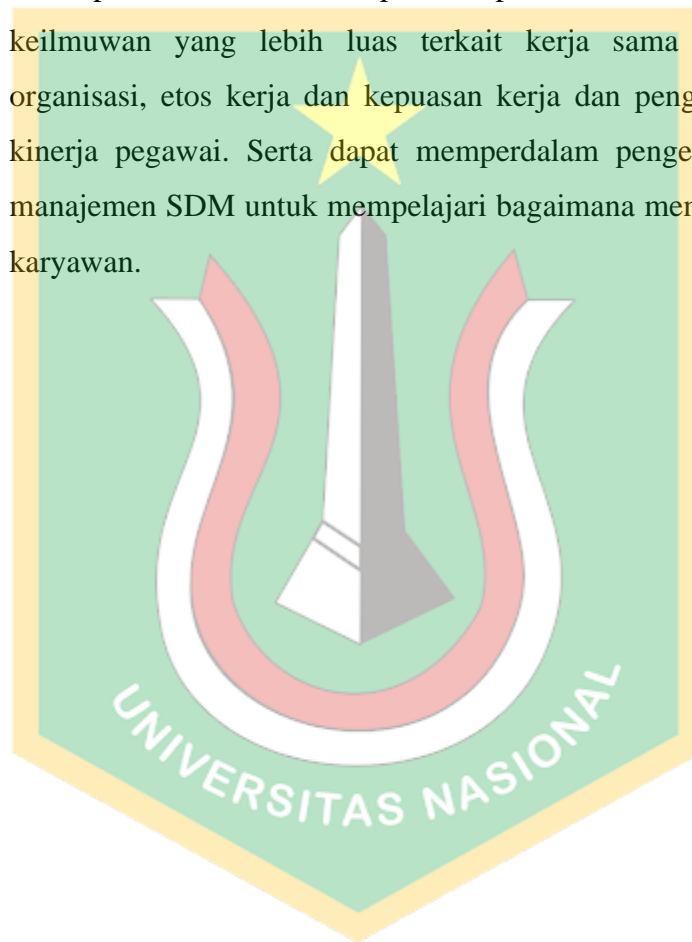 keilmuwan yang lebih luas terkait kerja sama
organisasi, etos kerja dan kepuasan kerja dan peng
kinerja pegawai. Serta dapat memperdalam penge
manajemen SDM untuk mempelajari bagaimana men
karyawan.
UNIVERSITAS NASIONAL